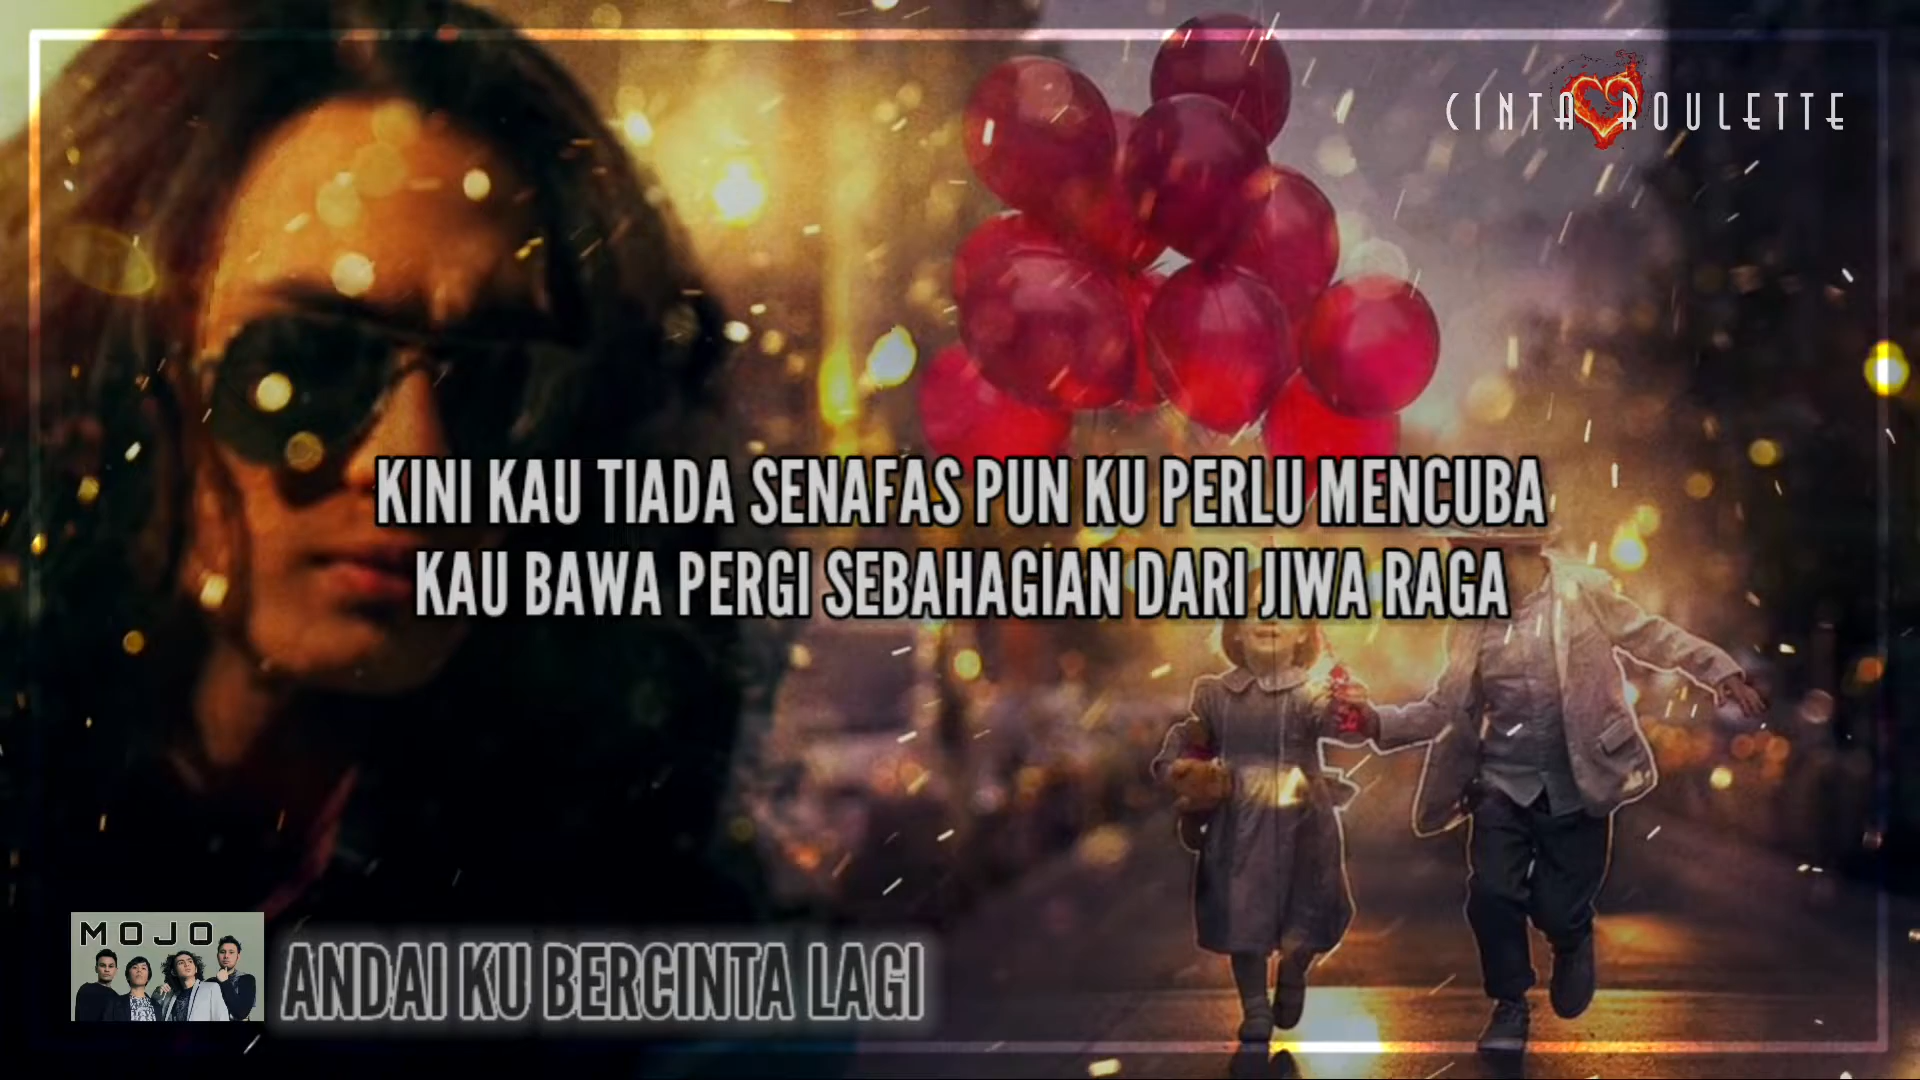 CINTA ROULETTE
KINI KAU TIADA SENAFAS PUN KU PERLU MENCUBA
KAU BAWA PERGI SEBAHAGIAN DARI JIWA RAGA
MOJO
ANDAI KU BERCINTA LAGI